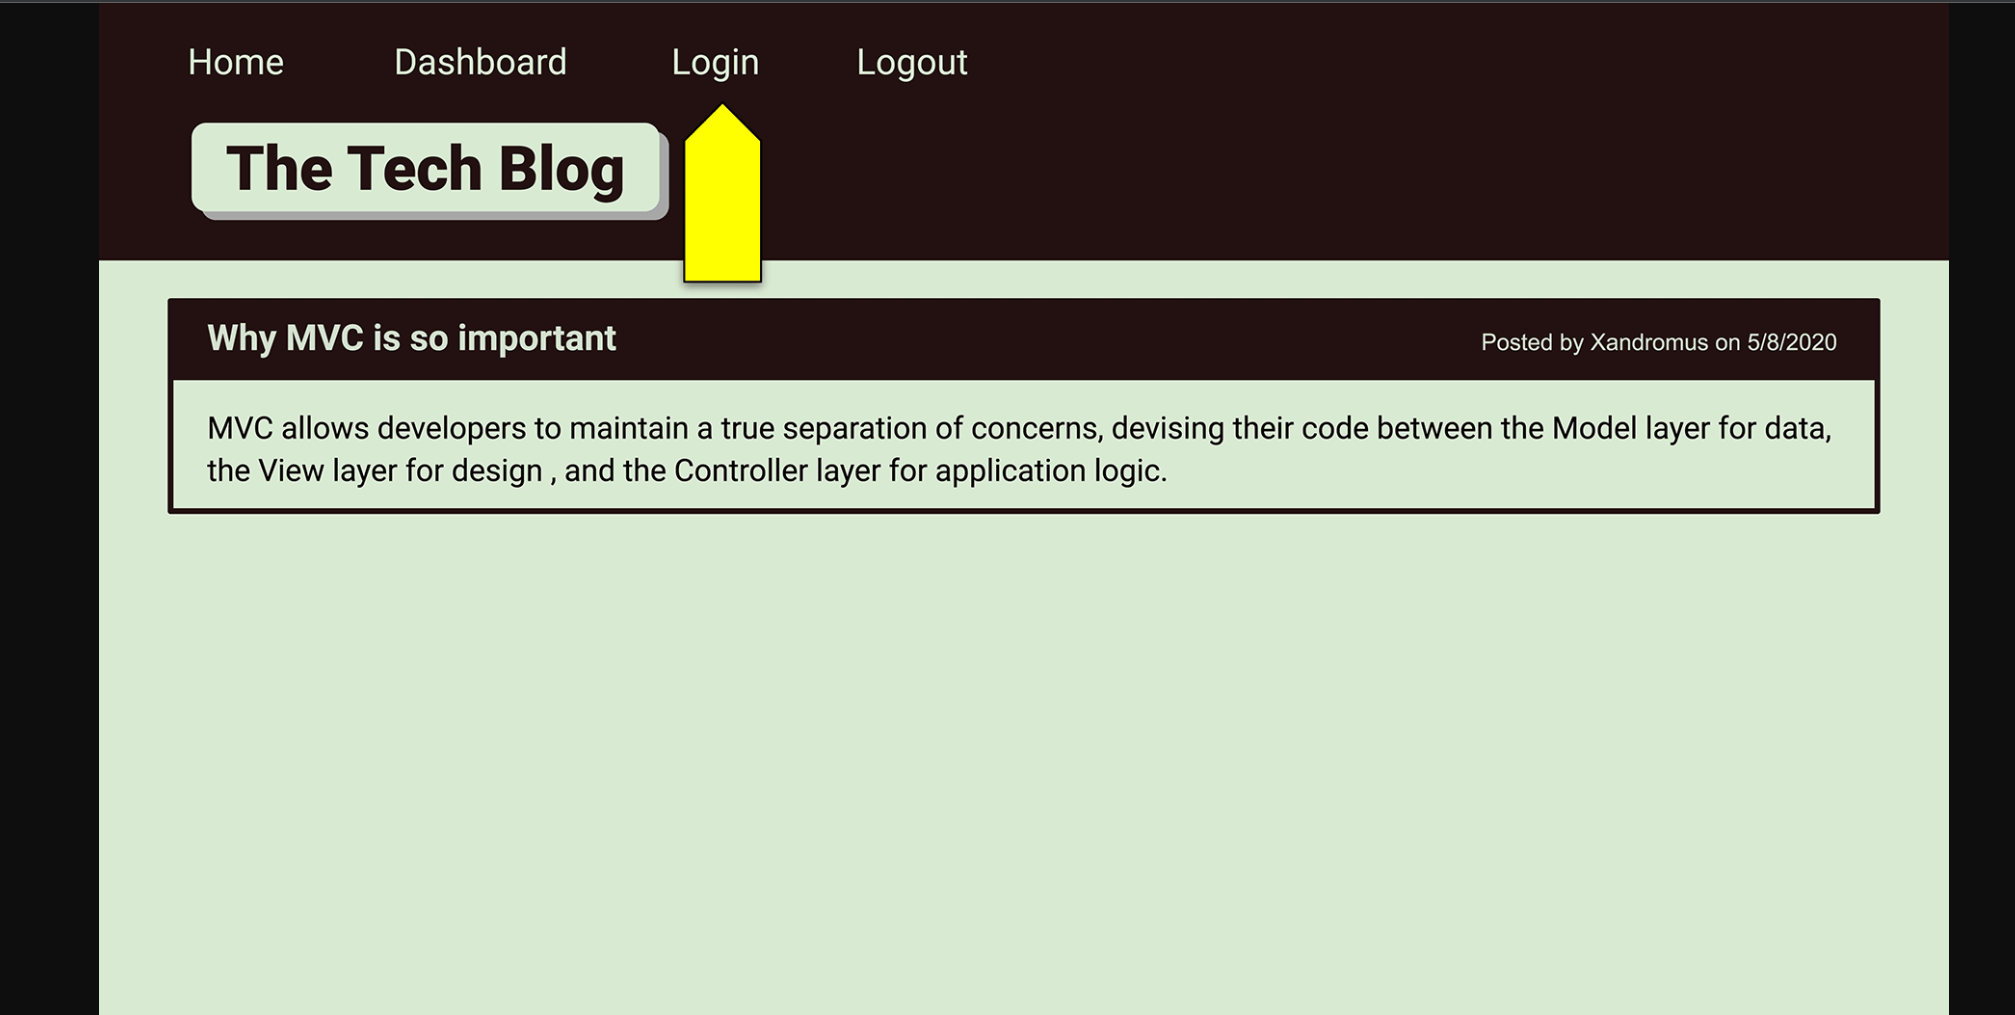 Home Dashboard Login Logout
The Tech Blog
Why MVC is so important Posted by Xandromus on 5/8/2020
MVC allows developers to maintain a true separation of concerns, devising their code between the Model layer for data,
the View layer for design , and the Controller layer for application logic.